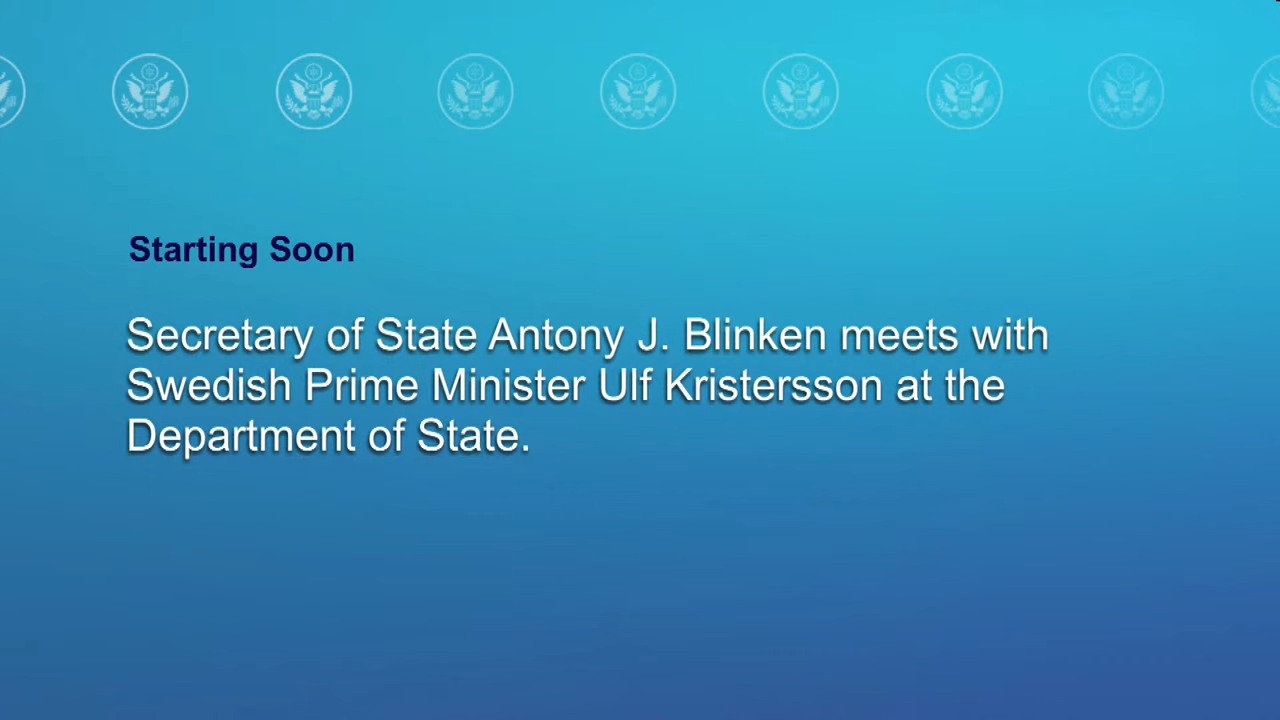 Starting Soon
Secretary of State Antony J. Blinken meets with
Swedish Prime Minister Ulf Kristersson at the
Department of State.